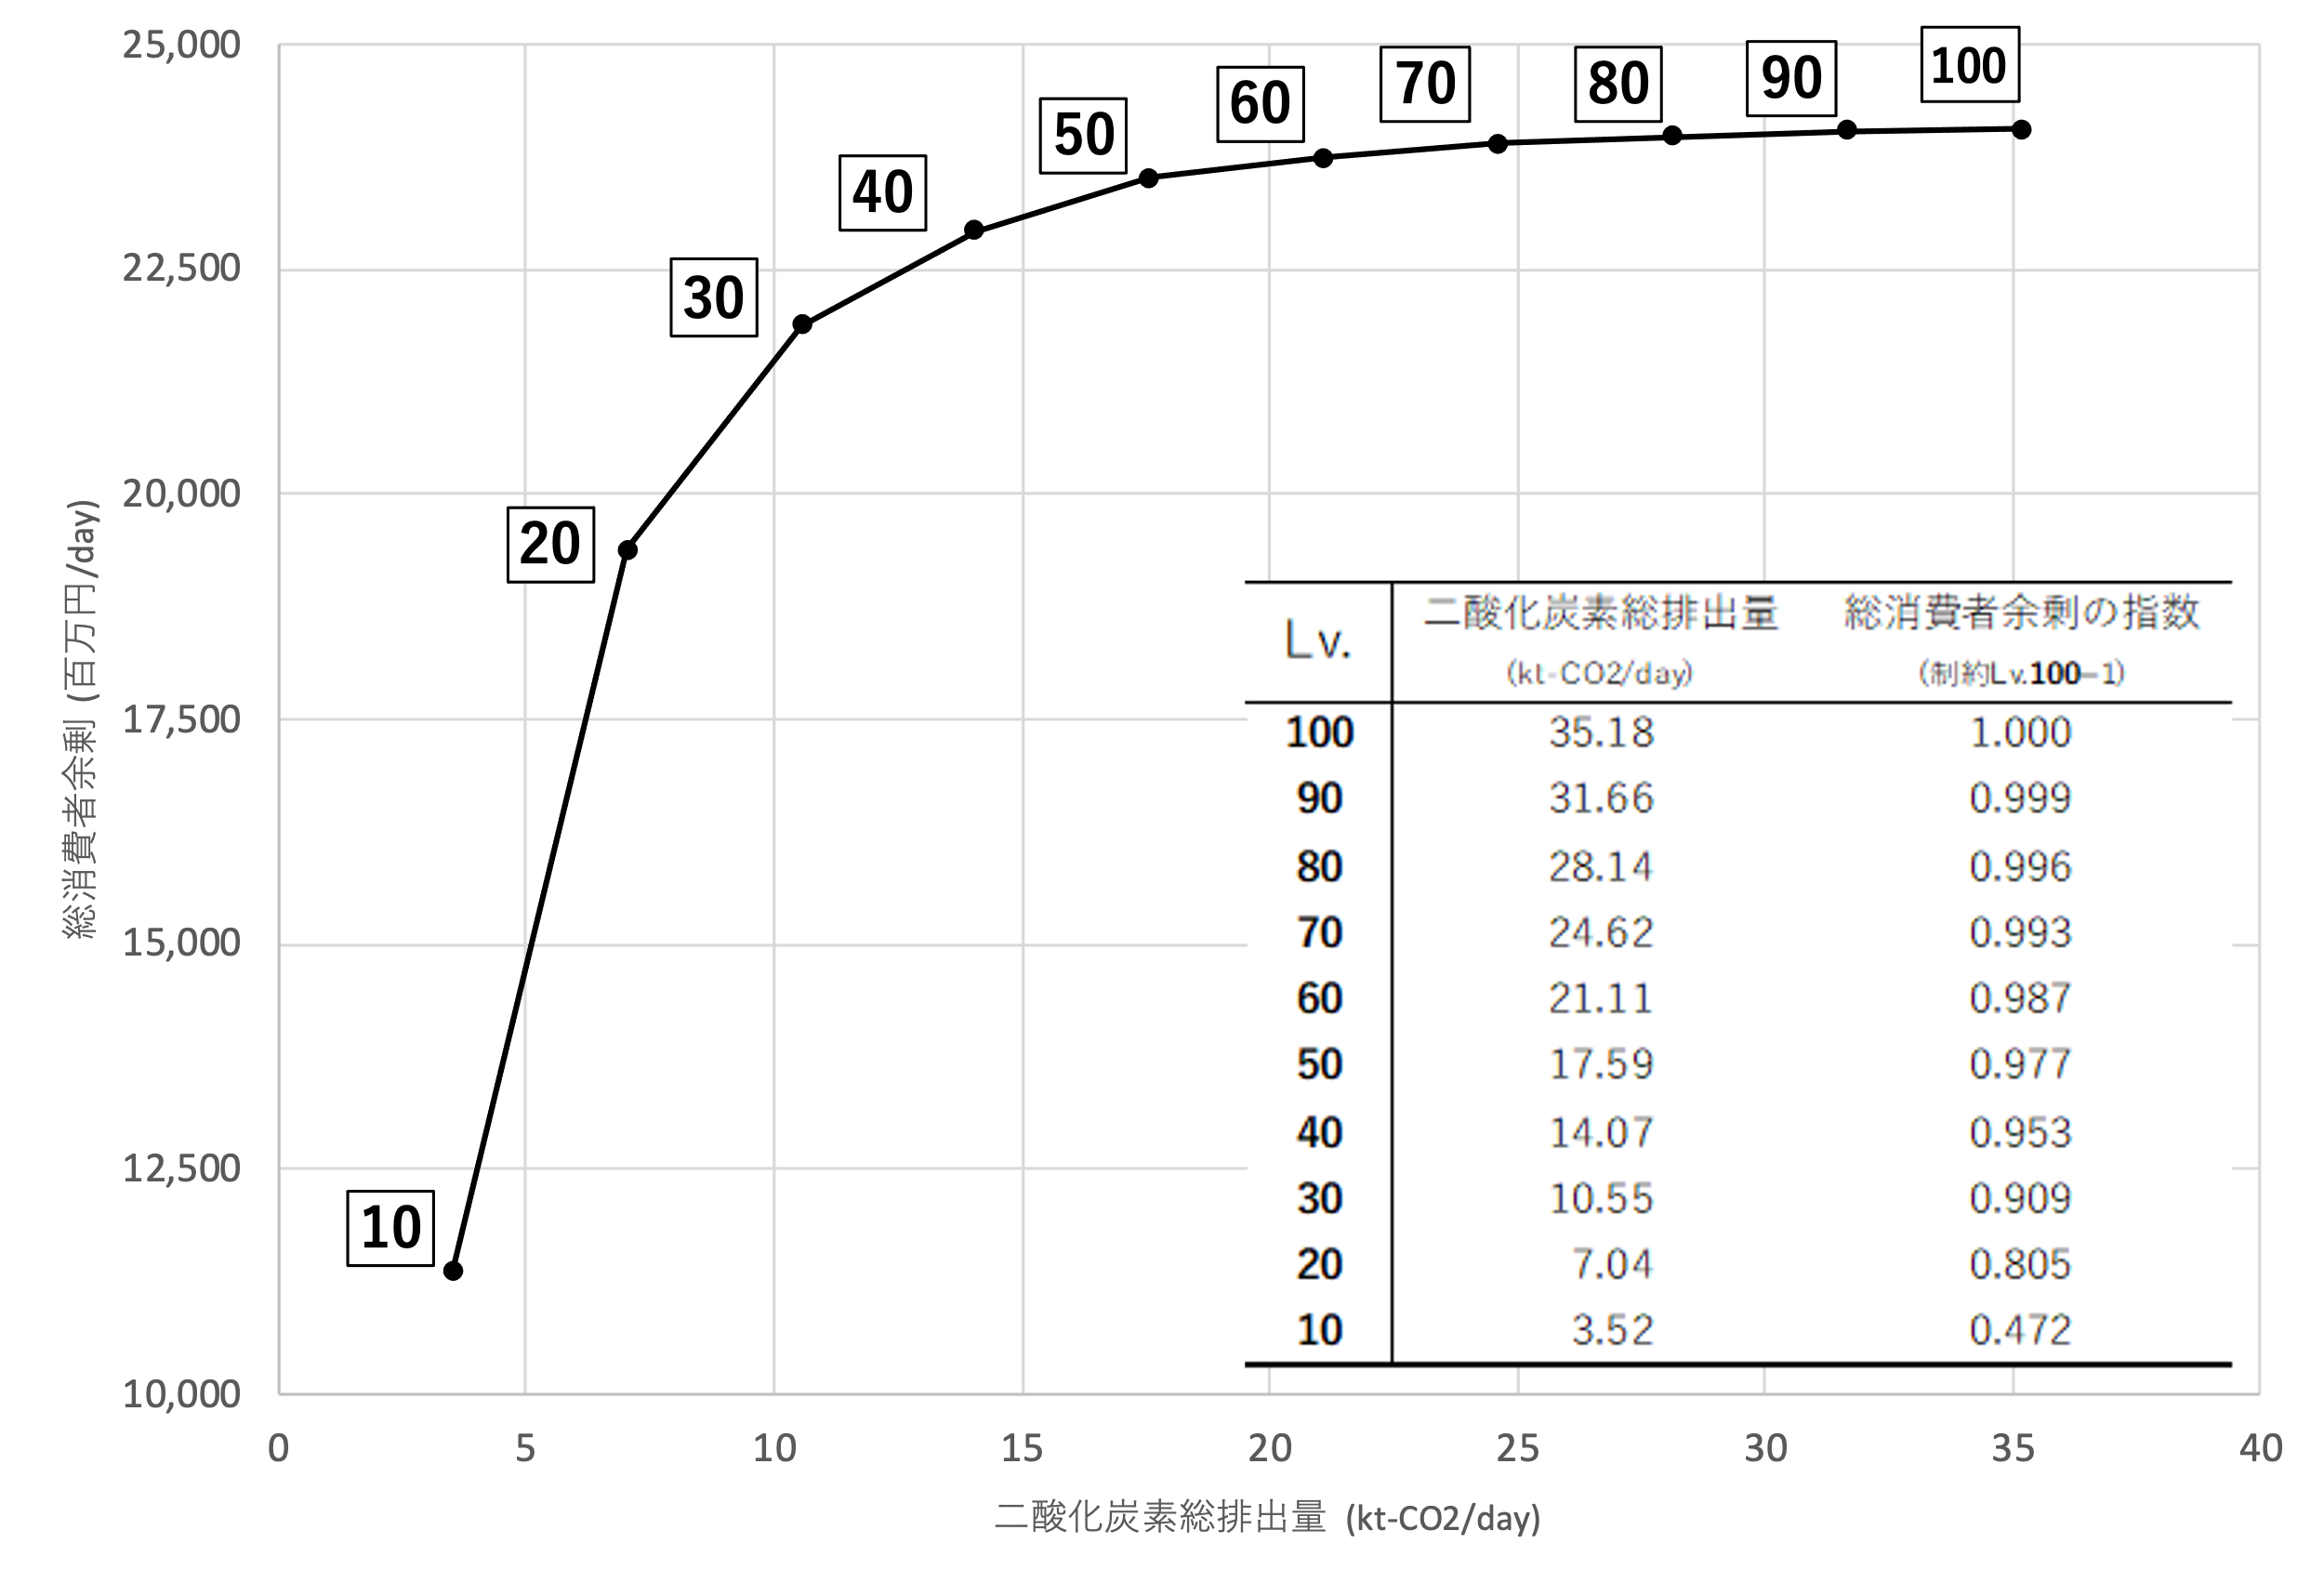 25,000
22,500
20,000
17,500
15,000
12,500
10,000
総消費者余剰 (百万円/day)
10
20
30
40
50
60
70
80
90
100
Lv. 二酸化炭素総排出量 総消費者余剰の指数
(kt-CO2/day) (制約Lv.100=1)
100 35.18 1.000
90 31.66 0.999
80 28.14 0.996
70 24.62 0.993
60 21.11 0.987
50 17.59 0.977
40 14.07 0.953
30 10.55 0.909
20 7.04 0.805
10 3.52 0.472
0 5 10 15 20 25 30 35 40
二酸化炭素総排出量 (kt-CO2/day)